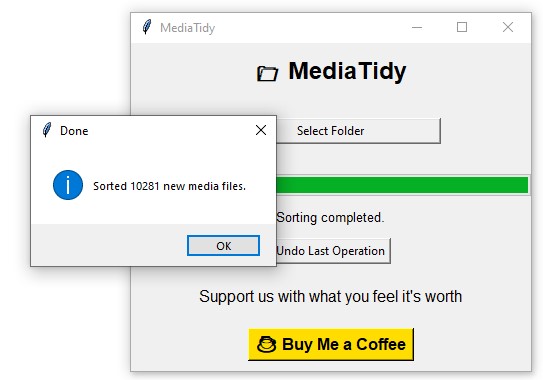 MediaTidy
MediaTidy
Select Folder
Done
Sorted 10281 new media files.
OK
Sorting completed.
Undo Last Operation
Support us with what you feel it's worth
Buy Me a Coffee